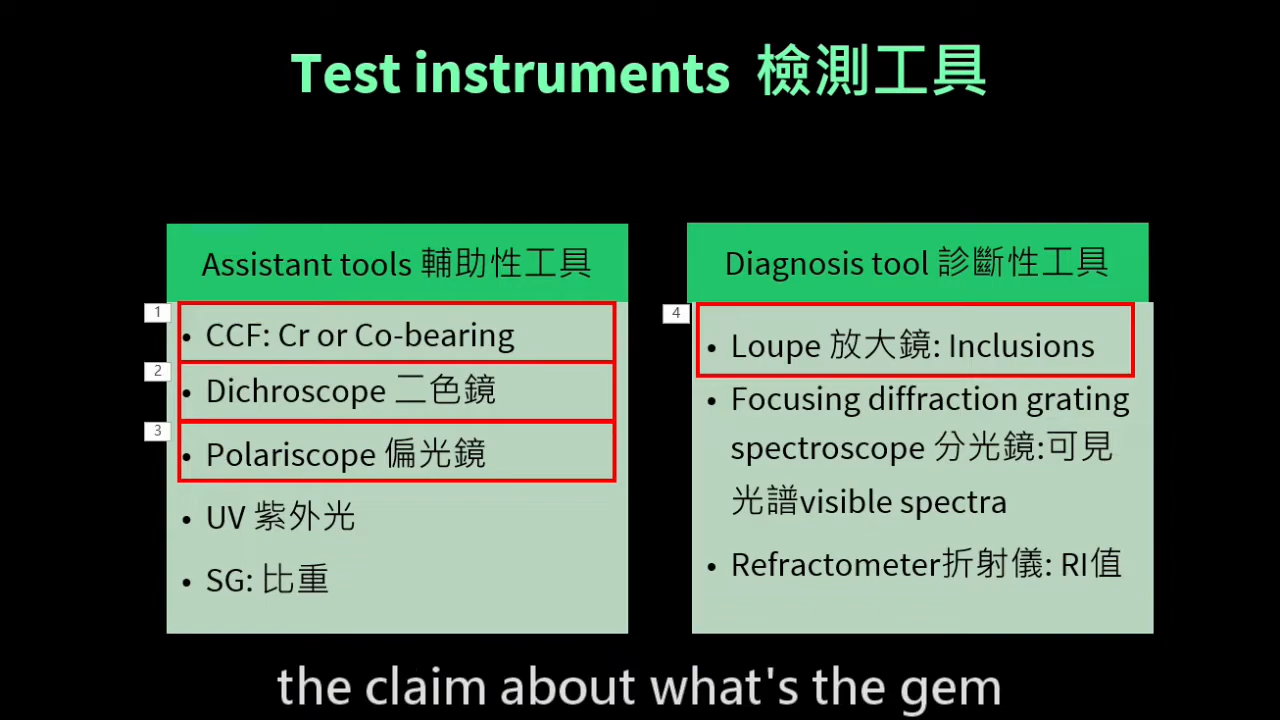 Test instruments 檢測工具
Assistant tools 輔助性工具
1
• CCF: Cr or Co-bearing
2
• Dichroscope 二色鏡
3
• Polariscope 偏光鏡
• UV 紫外光
• SG: 比重
Diagnosis tool 診斷性工具
4
• Loupe 放大鏡: Inclusions
• Focusing diffraction grating
spectroscope 分光鏡:可見
光譜visible spectra
• Refractometer折射儀: RI值
the claim about what's the gem